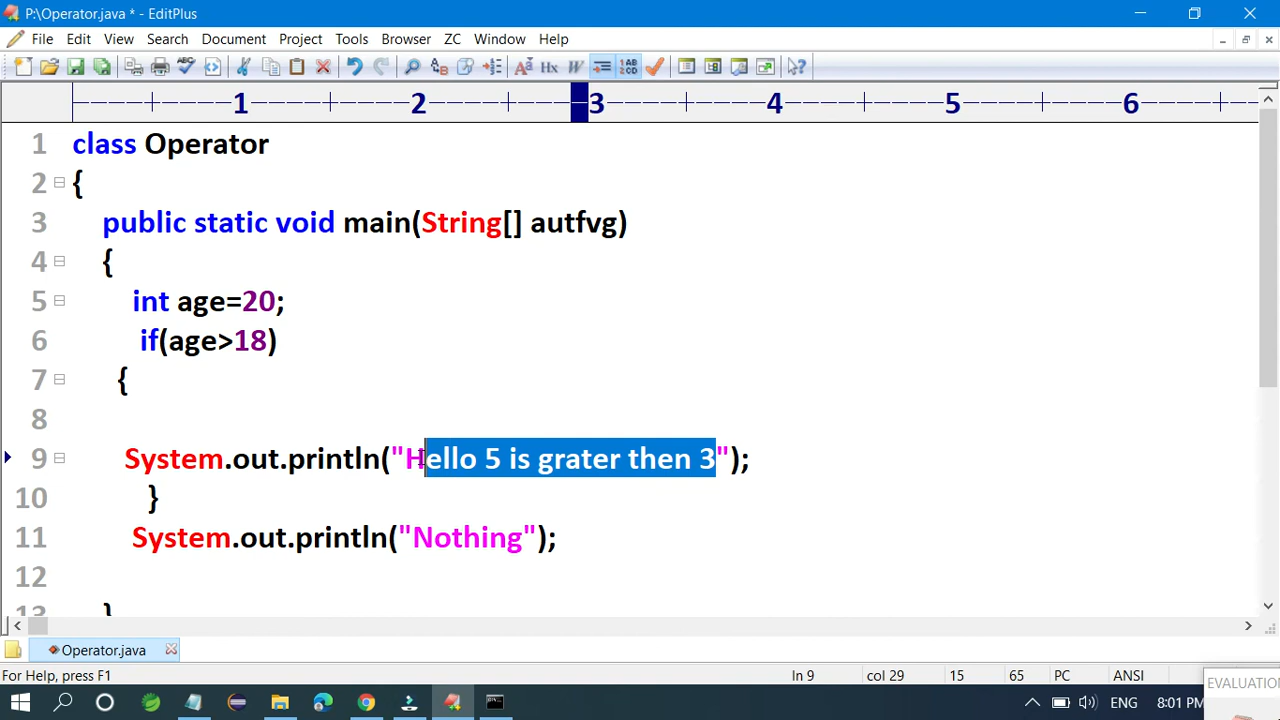 P:\Operator.java * - EditPlus
File Edit View Search Document Project Tools Browser ZC Window Help
1 2 3 4 5 6
1 class Operator
2 {
3 public static void main(String[] autfvg)
4 {
5 int age=20;
6 if(age>18)
7 {
8
9 System.out.println("Hello 5 is grater then 3");
10 }
11 System.out.println("Nothing");
12
13 }
Operator.java
For Help, press F1 ln 9 col 29 15 65 PC ANSI
EVALUATION
ENG 8:01 PM